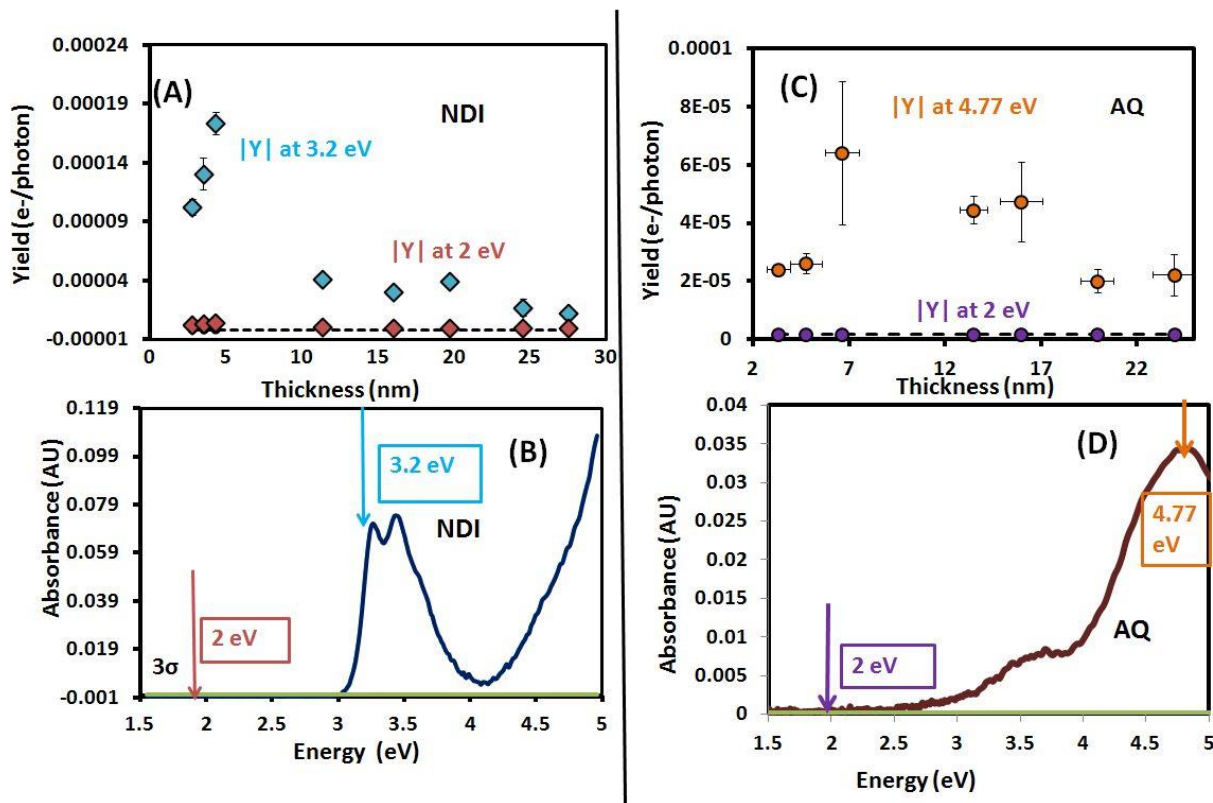 0.00024
0.00019
0.00014
0.00009
0.00004
-0.00001
Yield (e-/photon)
(A)
NDI
|Y| at 3.2 eV
|Y| at 2 eV
0 5 10 15 20 25 30
Thickness (nm)
0.119
0.099
0.079
0.059
0.039
0.019
-0.001
Absorbance (AU)
(B)
3.2 eV
NDI
2 eV
3σ
1.5 2 2.5 3 3.5 4 4.5 5
Energy (eV)
0.0001
8E-05
6E-05
4E-05
2E-05
0
Yield (e-/photon)
(C)
|Y| at 4.77 eV
AQ
|Y| at 2 eV
2 7 12 17 22
Thickness (nm)
0.04
0.035
0.03
0.025
0.02
0.015
0.01
0.005
0
Absorbance (AU)
(D)
4.77
eV
AQ
2 eV
1.5 2 2.5 3 3.5 4 4.5 5
Energy (eV)